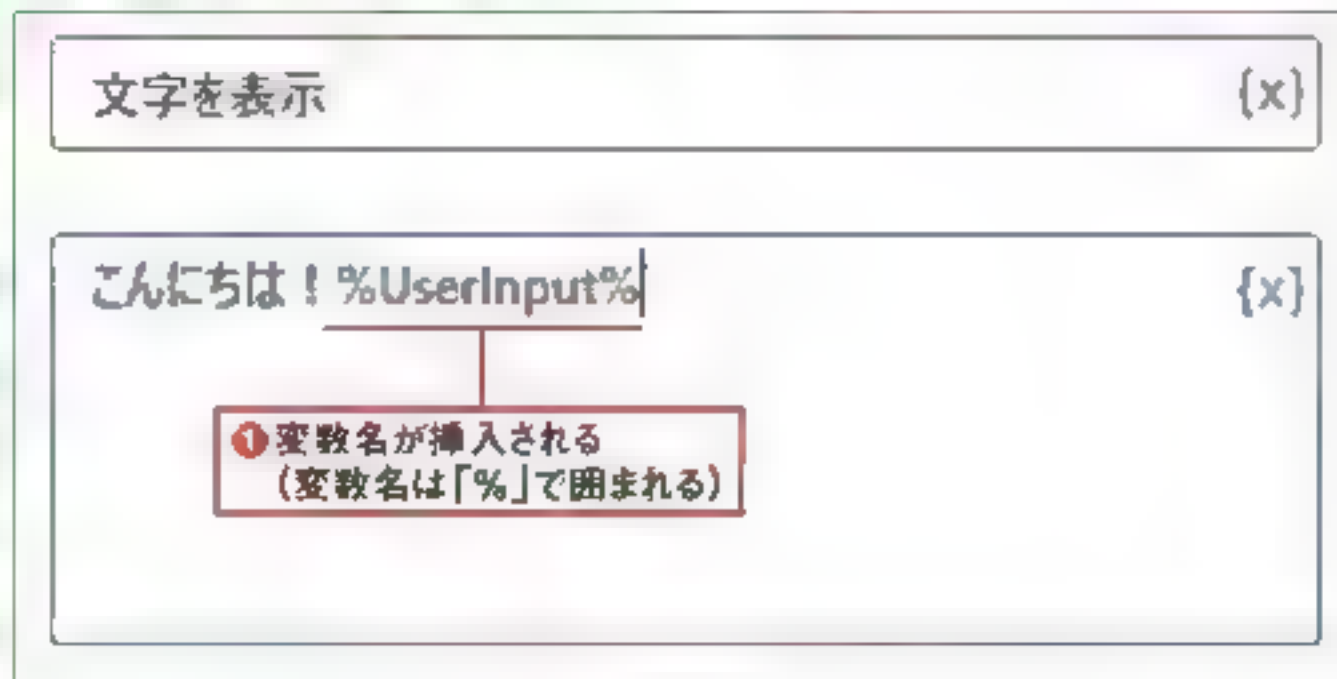 文字を表示
{x}
こんにちは！%UserInput%
{x}
❶変数名が挿入される
(変数名は「%」で囲まれる)